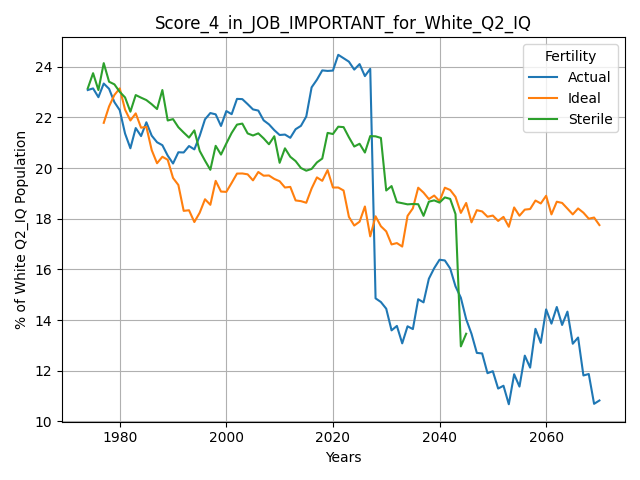 Score_4_in_JOB_IMPORTANT_for_White_Q2_IQ
% of White Q2_IQ Population
24
22
20
18
16
14
12
10
Fertility
Actual
Ideal
Sterile
1980 2000 2020 2040 2060
Years